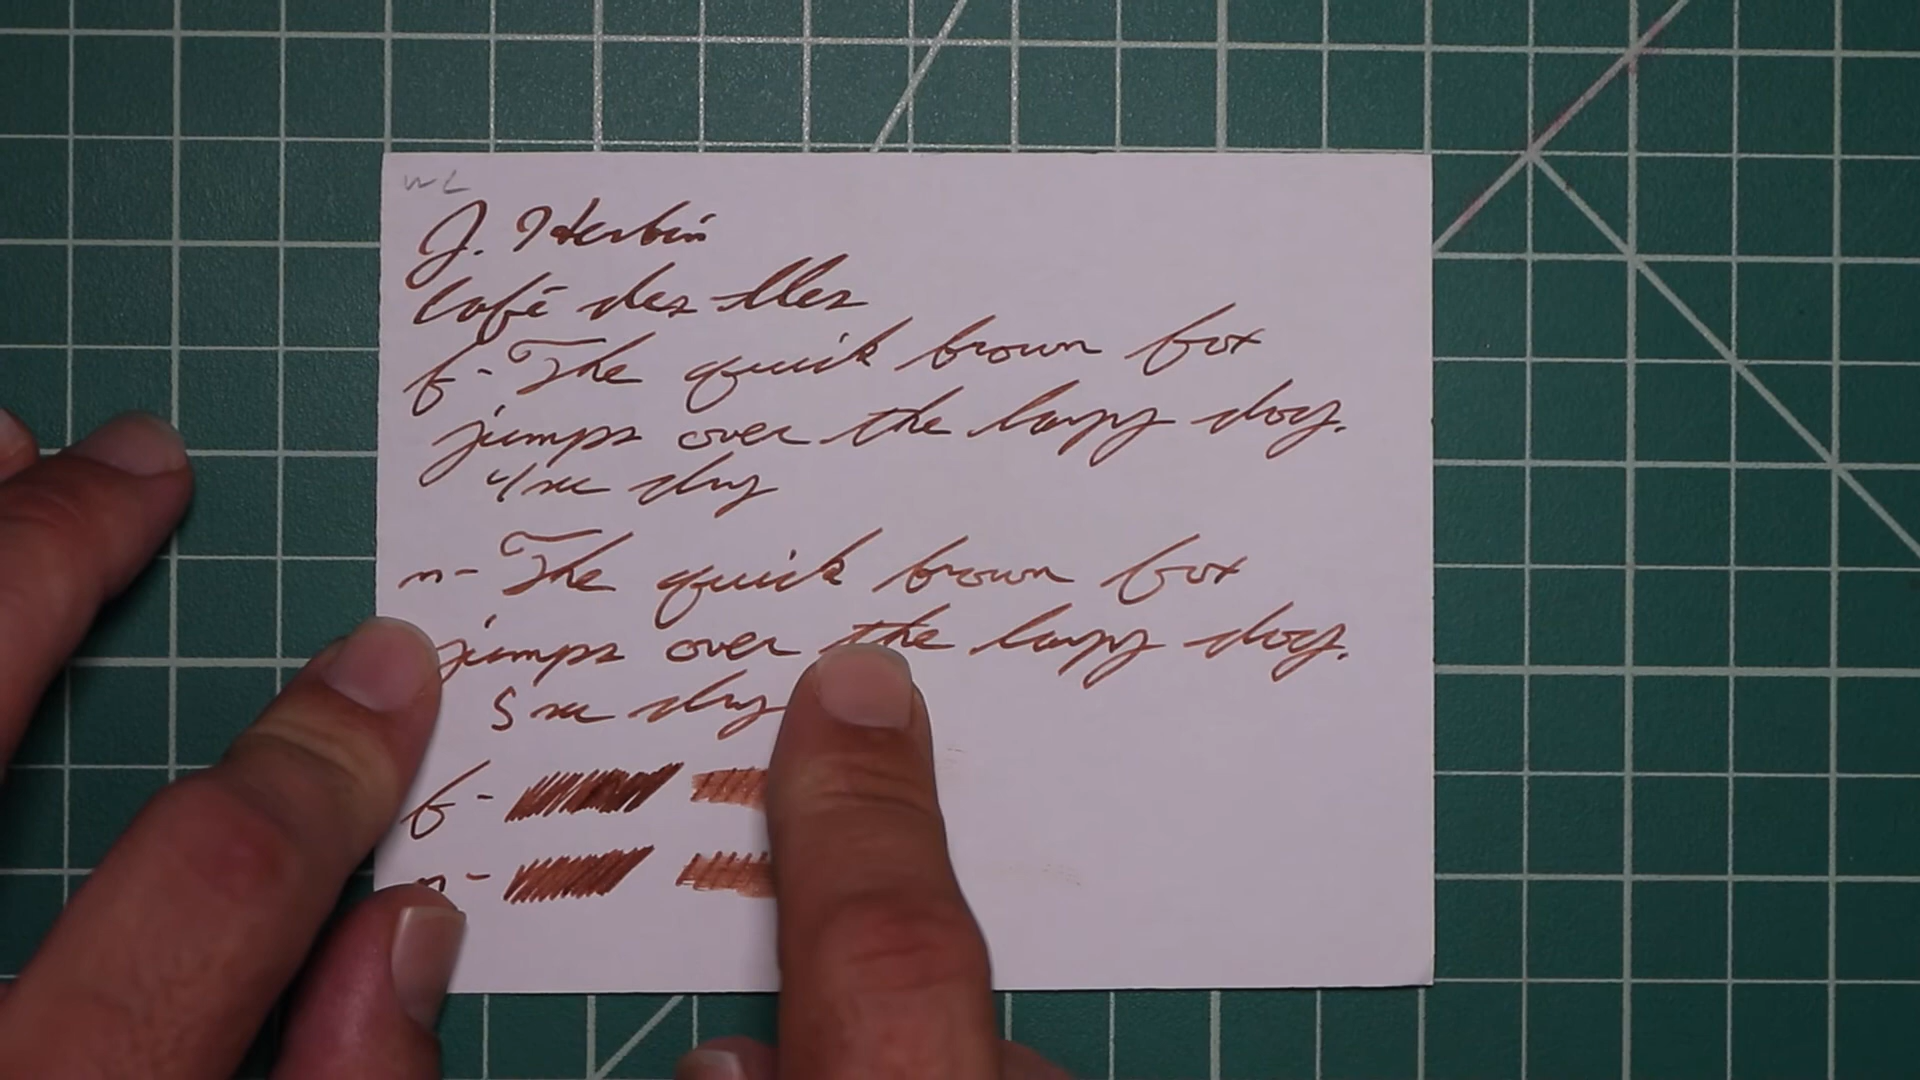 WC
J. Herbin
Café des Iles
f - The quick brown fox
jumps over the lazy dog.
4 sec dry
m - The quick brown fox
jumps over the lazy dog.
5 sec dry
f -
m -